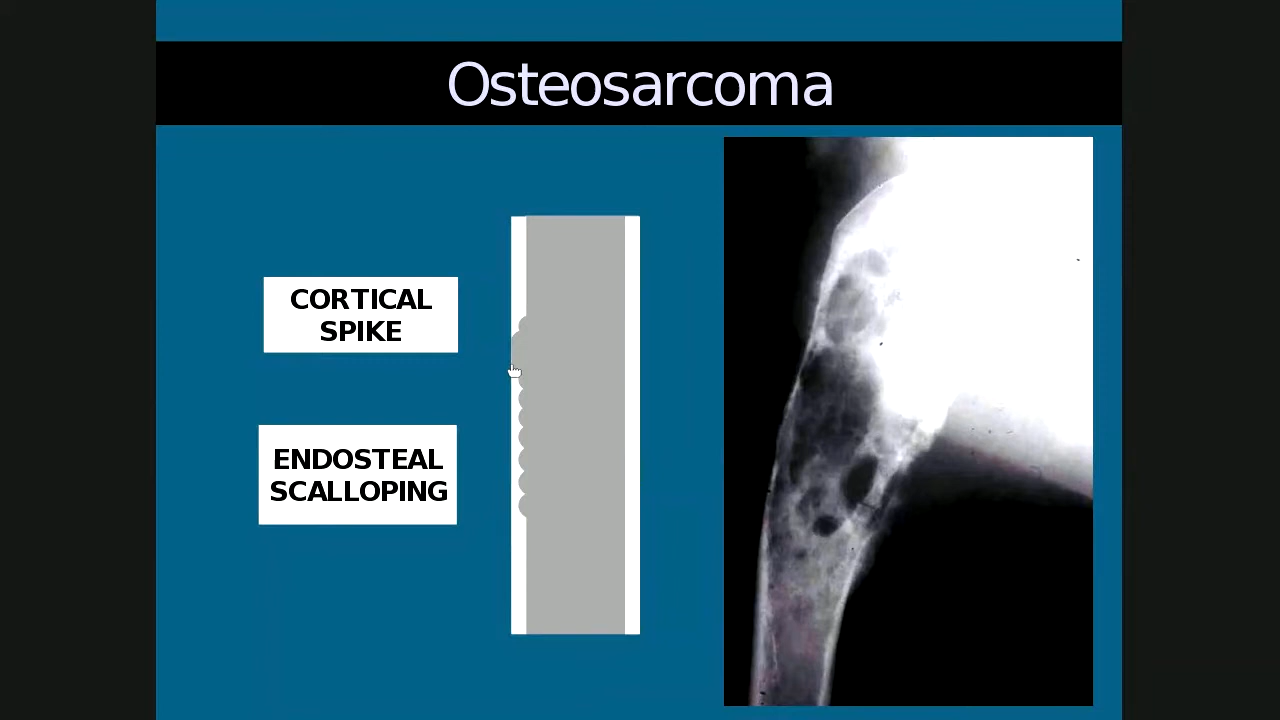 Osteosarcoma
CORTICAL
SPIKE
ENDOSTEAL
SCALLOPING